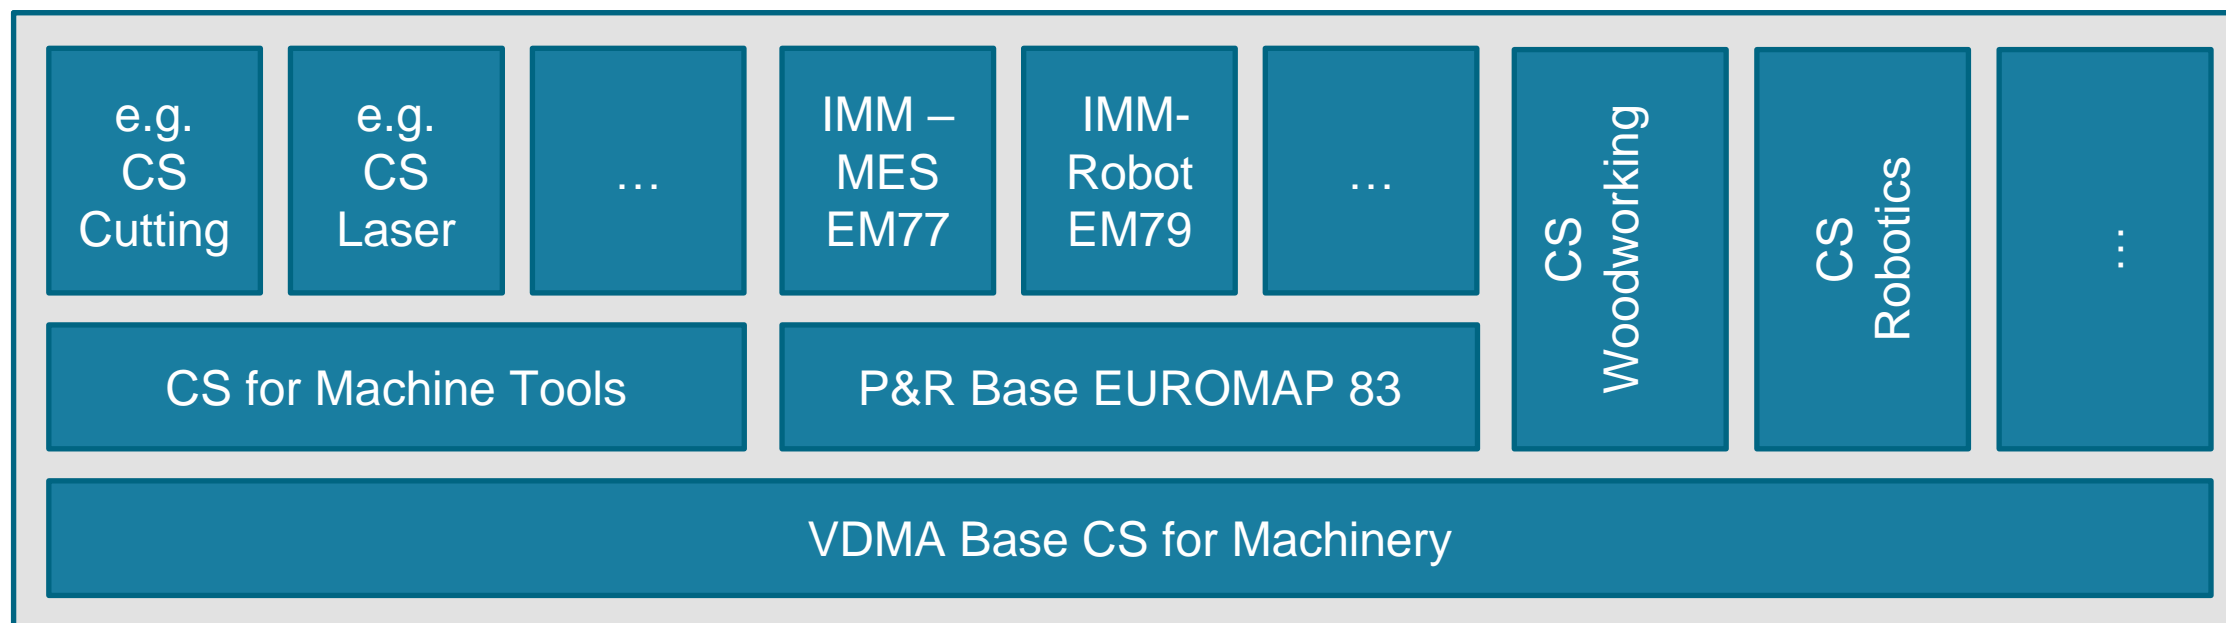 e.g.
CS
Cutting
e.g.
CS
Laser
…
IMM –
MES
EM77
IMM-
Robot
EM79
…
CS
Woodworking
CS
Robotics
…
CS for Machine Tools
P&R Base EUROMAP 83
VDMA Base CS for Machinery